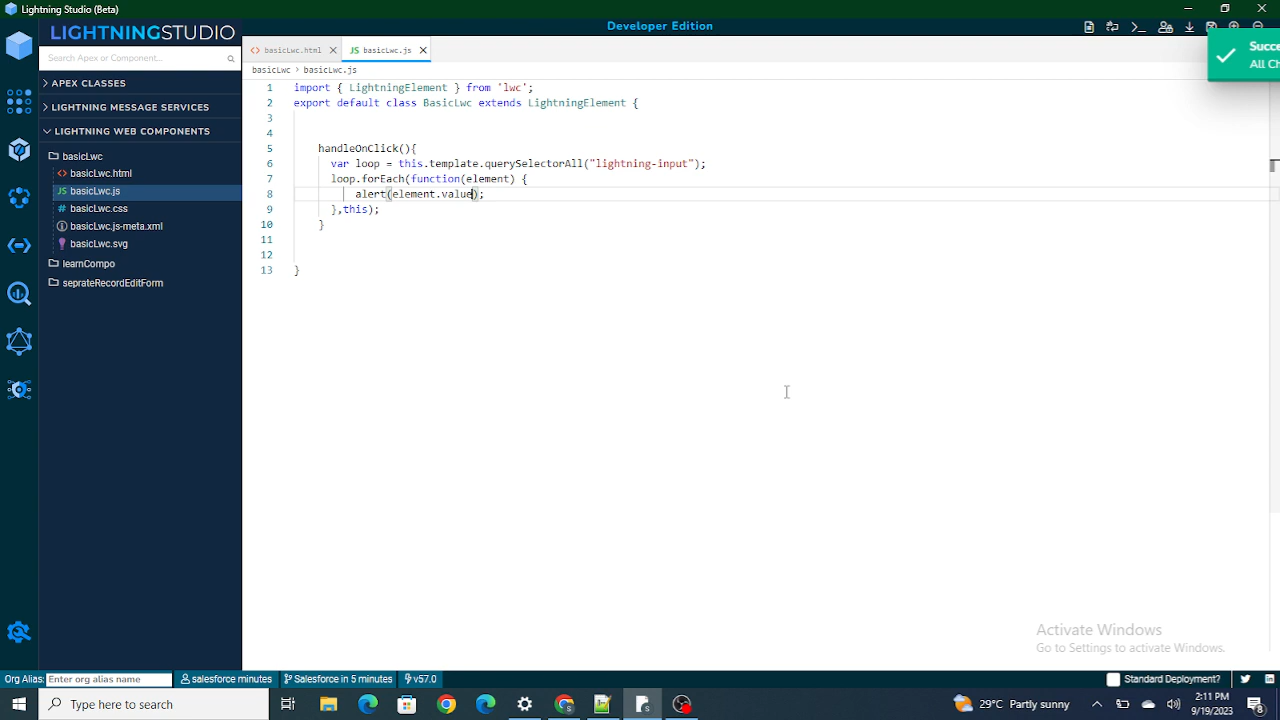 Lightning Studio (Beta)
LIGHTNINGSTUDIO
Developer Edition
Search Apex or Component...
APEX CLASSES
LIGHTNING MESSAGE SERVICES
LIGHTNING WEB COMPONENTS
basicLwc
<> basicLwc.html
JS basicLwc.js
# basicLwc.css
basicLwc.js-meta.xml
basicLwc.svg
learnCompo
seprateRecordEditForm
<> basicLwc.html
JS basicLwc.js
basicLwc > basicLwc.js
1 import { LightningElement } from 'lwc';
2 export default class BasicLwc extends LightningElement {
3
4
5 handleOnClick(){
6 var loop = this.template.querySelectorAll("lightning-input");
7 loop.forEach(function(element) {
8 alert(element.value);
9 },this);
10 }
11
12
13 }
Succe
All Ch
Activate Windows
Go to Settings to activate Windows.
Org Alias: Enter org alias name
salesforce minutes
Salesforce in 5 minutes
v57.0
Standard Deployment?
Type here to search
29°C Partly sunny
2:11 PM
9/19/2023
8